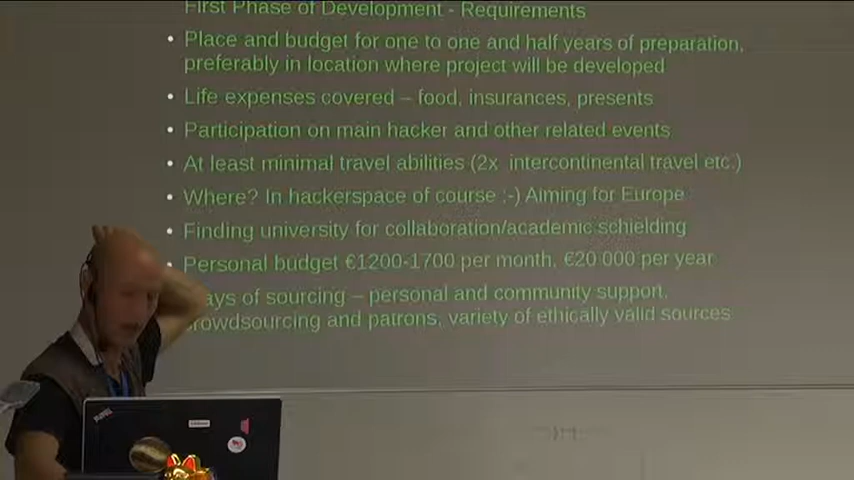 First Phase of Development - Requirements
• Place and budget for one to one and half years of preparation,
preferably in location where project will be developed
• Life expenses covered – food, insurances, presents
• Participation on main hacker and other related events
• At least minimal travel abilities (2x intercontinental travel etc.)
• Where? In hackerspace of course ;-) Aiming for Europe
• Finding university for collaboration/academic schielding
• Personal budget €1200-1700 per month, €20 000 per year
ays of sourcing – personal and community support,
crowdsourcing and patrons, variety of ethically valid sources